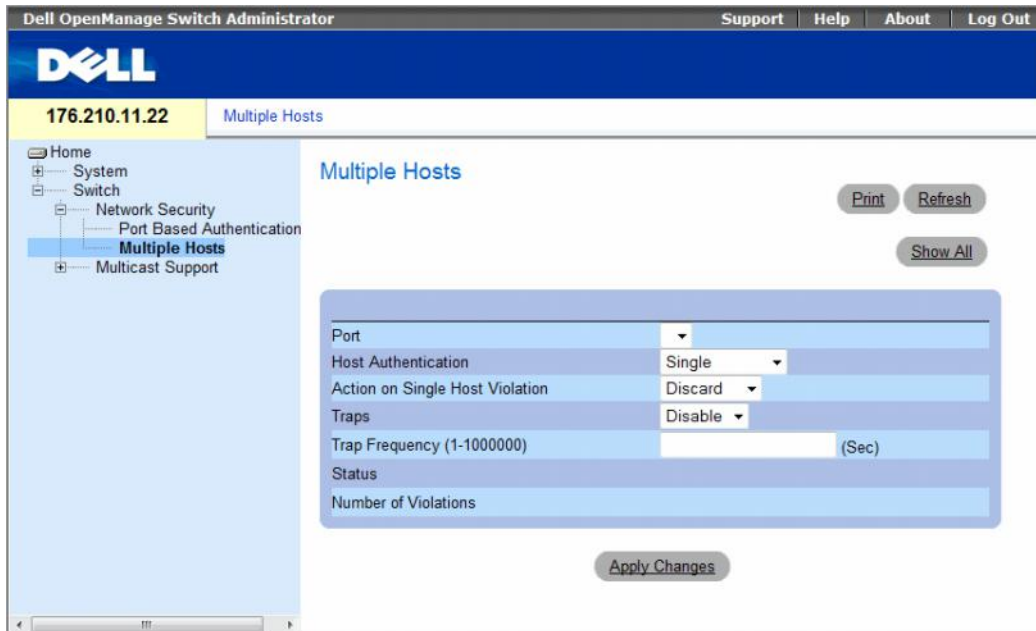 Dell OpenManage Switch Administrator Support Help About Log Out
DELL
176.210.11.22 Multiple Hosts
Home
System
Switch
Network Security
Port Based Authentication
Multiple Hosts
Multicast Support
Multiple Hosts
Print Refresh
Show All
Port
Host Authentication Single
Action on Single Host Violation Discard
Traps Disable
Trap Frequency (1-1000000) (Sec)
Status
Number of Violations
Apply Changes